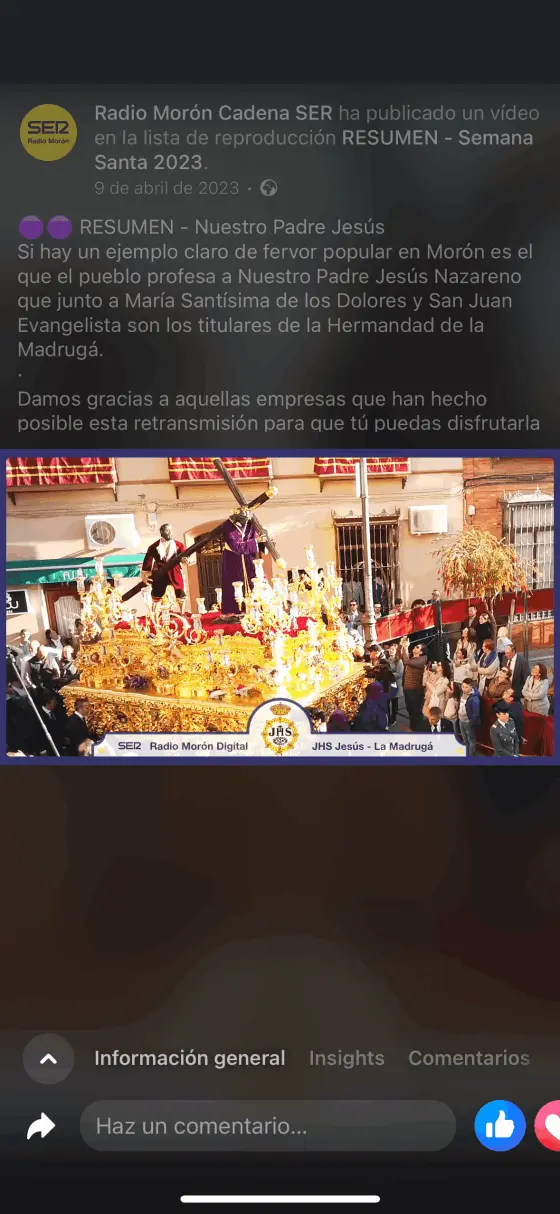 SER
Radio Morón
Radio Morón Cadena SER ha publicado un vídeo
en la lista de reproducción RESUMEN - Semana
Santa 2023.
9 de abril de 2023 ·
RESUMEN - Nuestro Padre Jesús
Si hay un ejemplo claro de fervor popular en Morón es el
que el pueblo profesa a Nuestro Padre Jesús Nazareno
que junto a María Santísima de los Dolores y San Juan
Evangelista son los titulares de la Hermandad de la
Madrugá.
.
Damos gracias a aquellas empresas que han hecho
posible esta retransmisión para que tú puedas disfrutarla
SER Radio Morón Digital
JHS
JHS Jesús - La Madrugá
Información general Insights Comentarios
Haz un comentario...